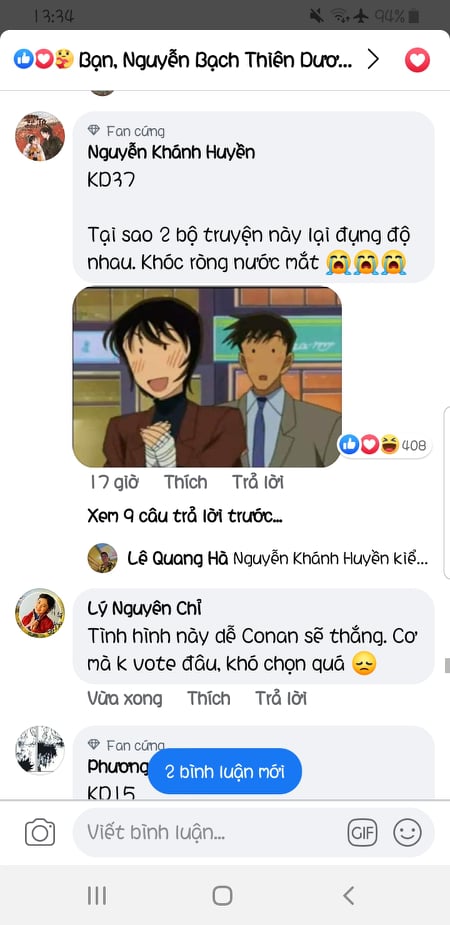 13:34
94%
Bạn, Nguyễn Bạch Thiên Dươ...
Fan cứng
Nguyễn Khánh Huyền
KD37
Tại sao 2 bộ truyện này lại đụng độ
nhau. Khóc ròng nước mắt 😭😭😭
408
17 giờ Thích Trả lời
Xem 9 câu trả lời trước...
Lê Quang Hà Nguyễn Khánh Huyền kiể...
Lý Nguyên Chỉ
Tình hình này dễ Conan sẽ thắng. Cơ
mà k vote đâu, khó chọn quá 😞
Vừa xong Thích Trả lời
Fan cứng
Phương
2 bình luận mới
KD15
Viết bình luận...
GIF